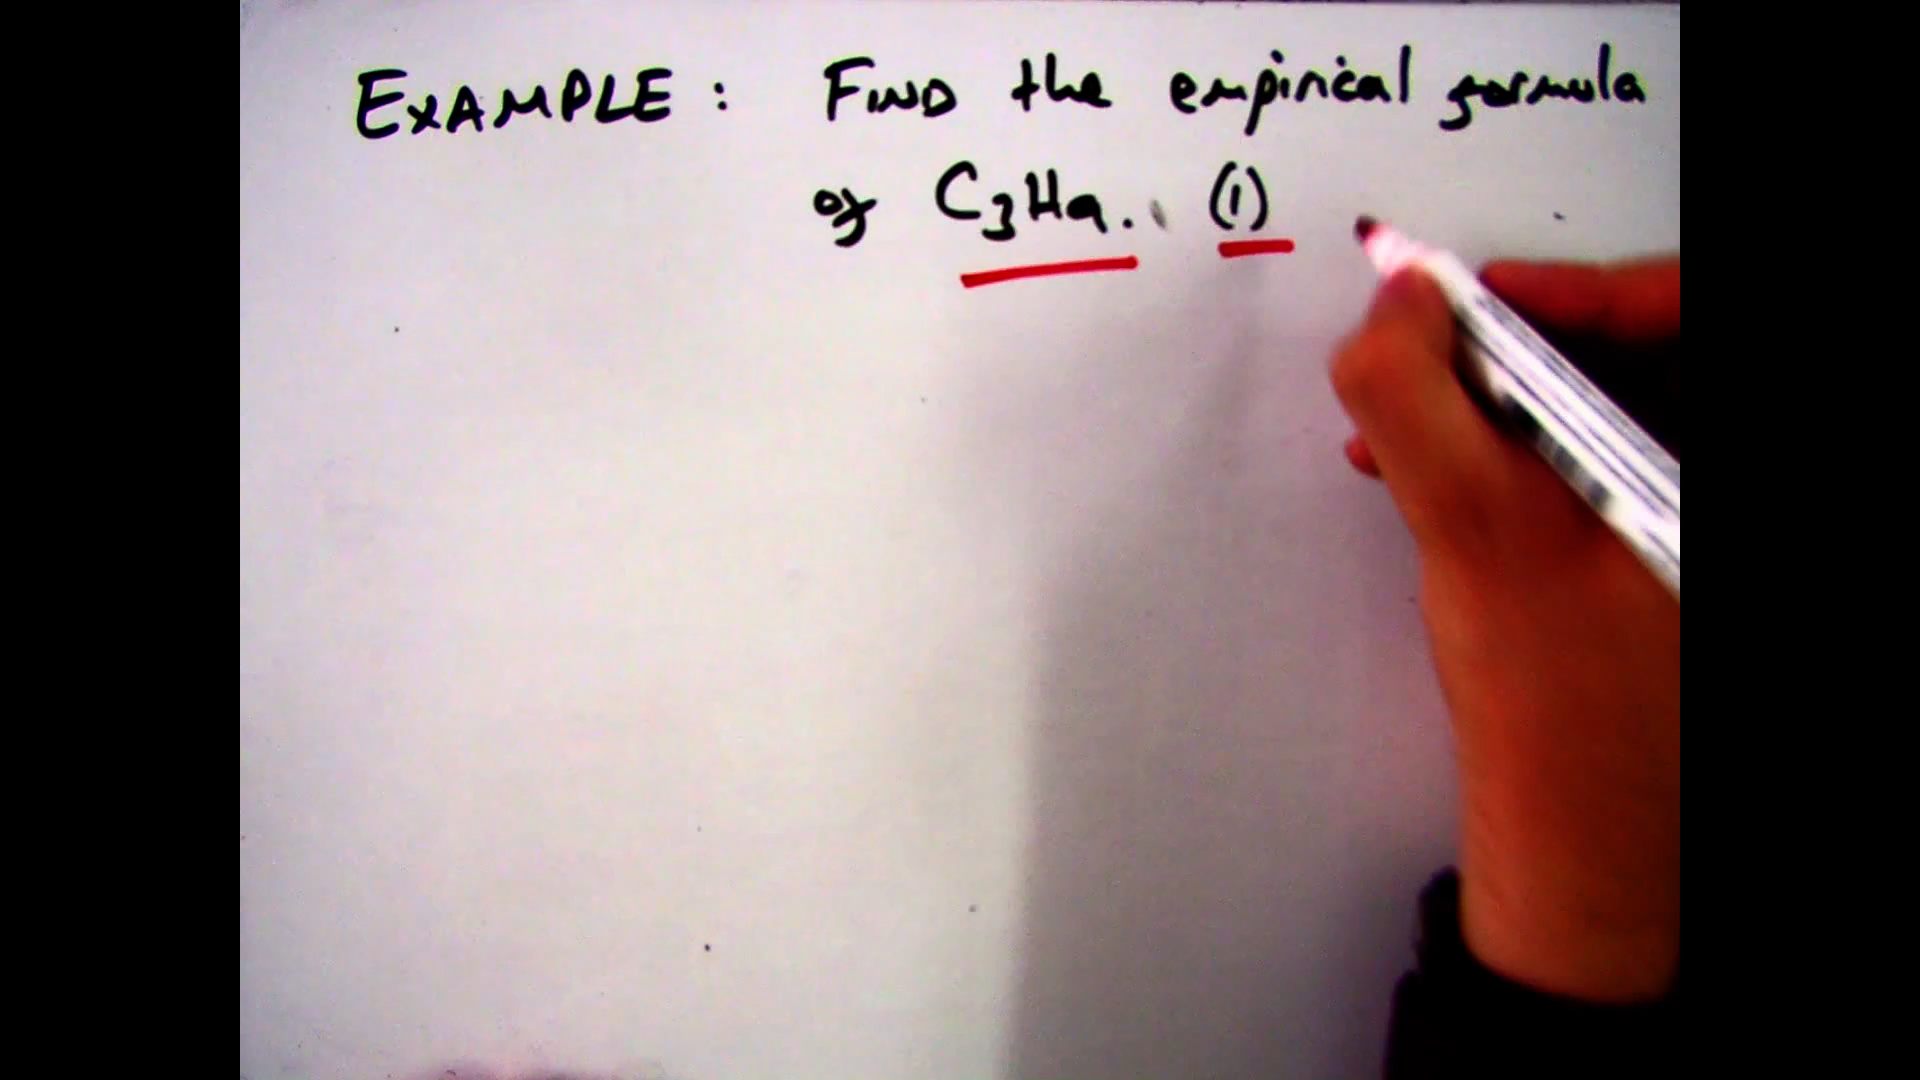 EXAMPLE: FIND the empirical formula
of C3H9. (1)